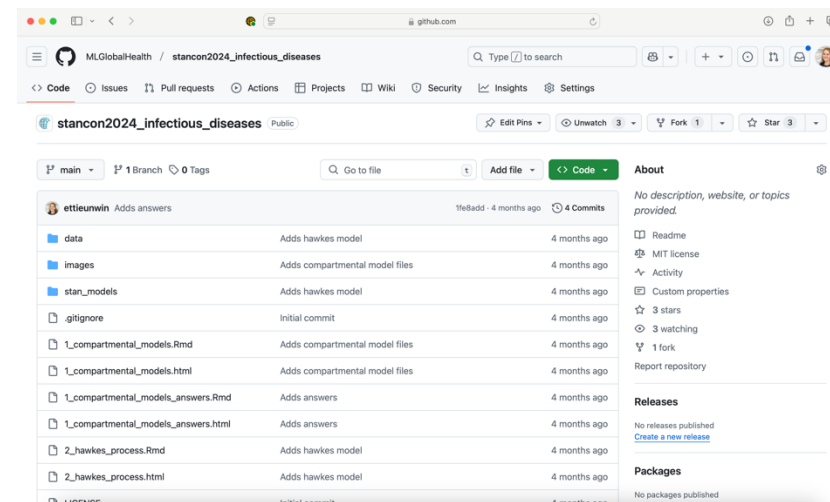 github.com
MLGlobalHealth / stancon2024_infectious_diseases
Type / to search
Code Issues Pull requests Actions Projects Wiki Security Insights Settings
stancon2024_infectious_diseases Public
Edit Pins Unwatch 3 Fork 1 Star 3
main 1 Branch 0 Tags Go to file t Add file Code
About
No description, website, or topics
provided.
ettieunwin Adds answers 1fe8add · 4 months ago 4 Commits
data Adds hawkes model 4 months ago
images Adds compartmental model files 4 months ago
stan_models Adds hawkes model 4 months ago
.gitignore Initial commit 4 months ago
1_compartmental_models.Rmd Adds compartmental model files 4 months ago
1_compartmental_models.html Adds compartmental model files 4 months ago
1_compartmental_models_answers.Rmd Adds answers 4 months ago
1_compartmental_models_answers.html Adds answers 4 months ago
2_hawkes_process.Rmd Adds hawkes model 4 months ago
2_hawkes_process.html Adds hawkes model 4 months ago
LICENSE Initial commit 4 months ago
Readme
MIT license
Activity
Custom properties
3 stars
3 watching
1 fork
Report repository
Releases
No releases published
Create a new release
Packages
No packages published